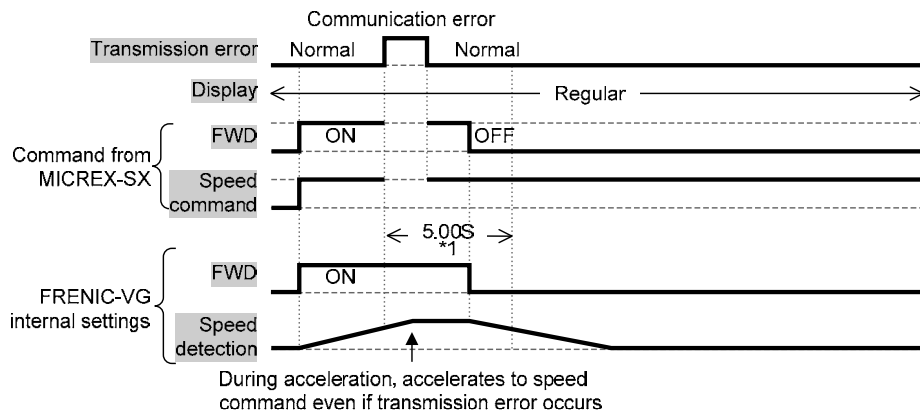 Communication error
Transmission error
Normal
Normal
Display
Regular
Command from
MICREX-SX
FWD
ON
OFF
Speed
command
5.00S
*1
FRENIC-VG
internal settings
FWD
ON
Speed
detection
During acceleration, accelerates to speed
command even if transmission error occurs